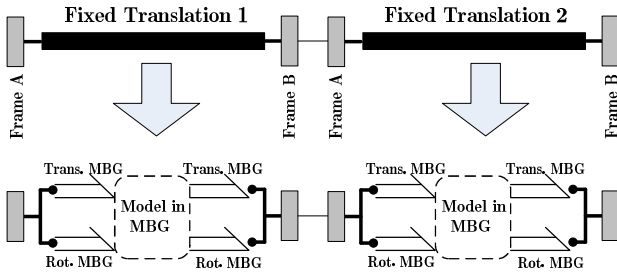 Fixed Translation 1
Fixed Translation 2
Frame A
Frame B
Frame A
Frame B
Trans. MBG
Trans. MBG
Trans. MBG
Trans. MBG
Model in
MBG
Model in
MBG
Rot. MBG
Rot. MBG
Rot. MBG
Rot. MBG